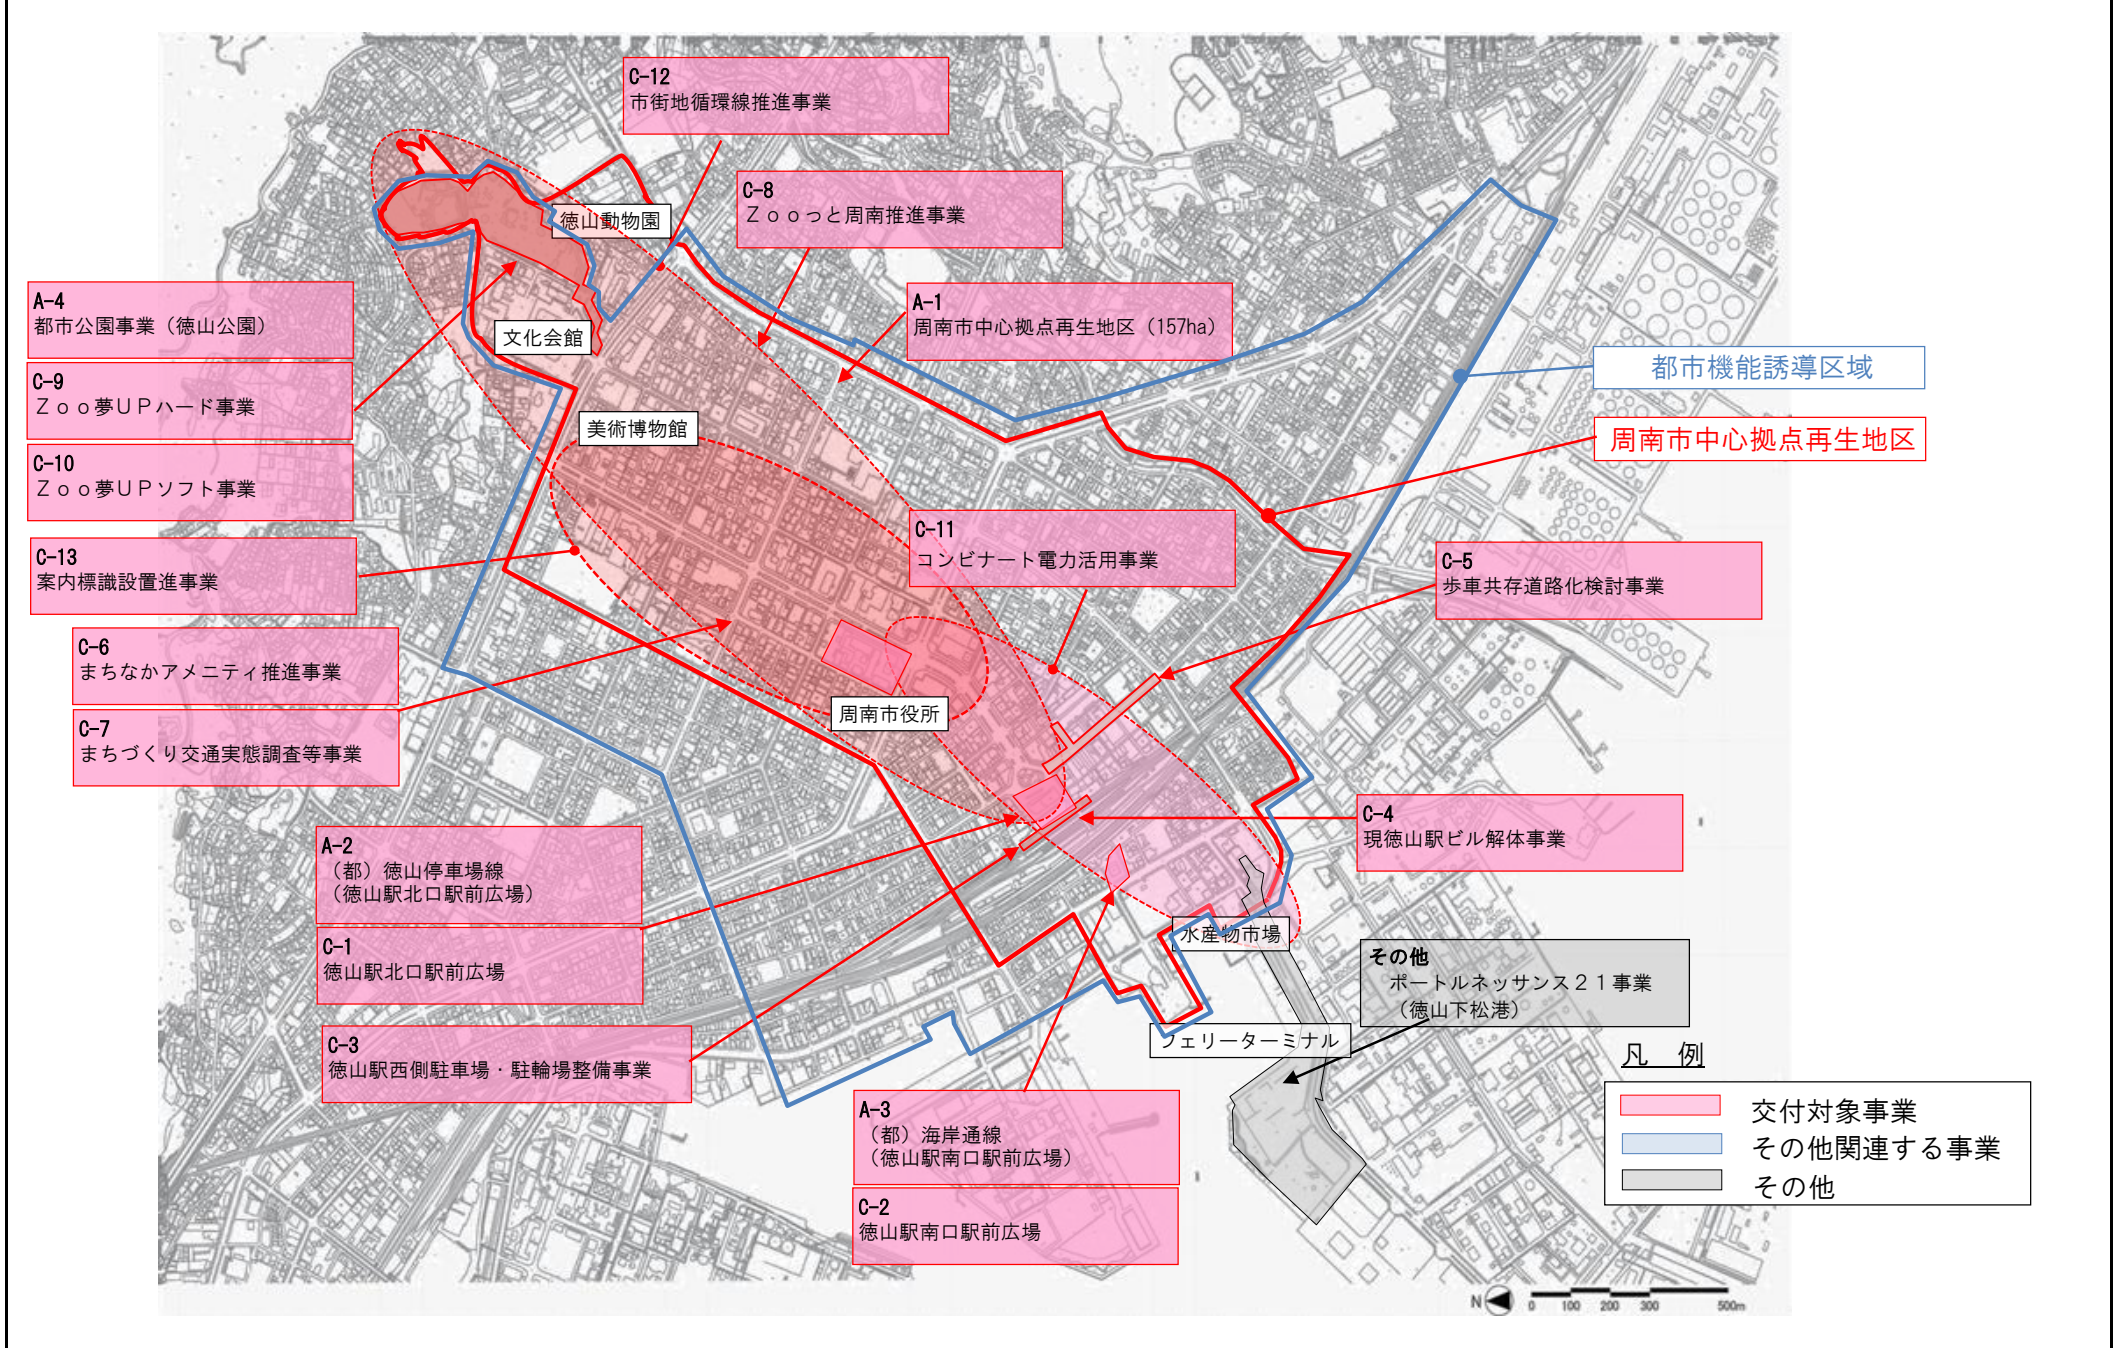 C-12
市街地循環線推進事業
C-8
Ｚｏｏっと周南推進事業
徳山動物園
A-4
都市公園事業（徳山公園）
A-1
周南市中心拠点再生地区（157ha）
文化会館
都市機能誘導区域
C-9
Ｚｏｏ夢ＵＰハード事業
美術博物館
周南市中心拠点再生地区
C-10
Ｚｏｏ夢ＵＰソフト事業
C-11
コンビナート電力活用事業
C-13
案内標識設置進事業
C-5
歩車共存道路化検討事業
C-6
まちなかアメニティ推進事業
周南市役所
C-7
まちづくり交通実態調査等事業
C-4
現徳山駅ビル解体事業
A-2
（都）徳山停車場線
（徳山駅北口駅前広場）
C-1
徳山駅北口駅前広場
水産物市場
その他
ポートルネッサンス２１事業
（徳山下松港）
フェリーターミナル
C-3
徳山駅西側駐車場・駐輪場整備事業
A-3
（都）海岸通線
（徳山駅南口駅前広場）
C-2
徳山駅南口駅前広場
凡　例
交付対象事業
その他関連する事業
その他
N
0 100 200 300 500m